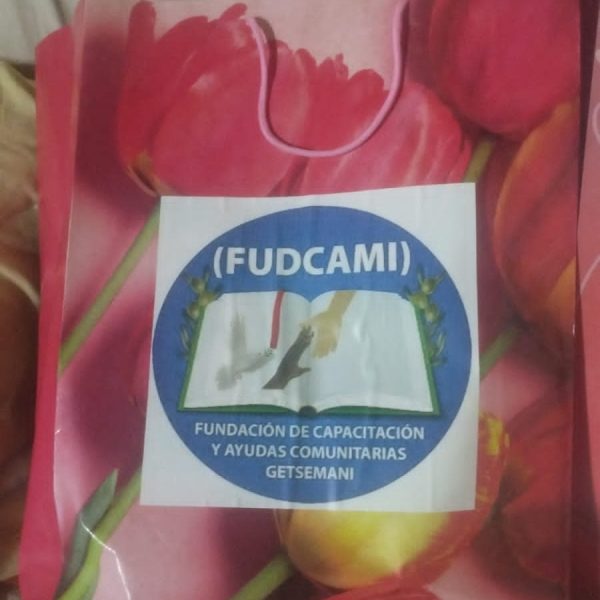 (FUDCAMI)
FUNDACIÓN DE CAPACITACIÓN
Y AYUDAS COMUNITARIAS
GETSEMANI